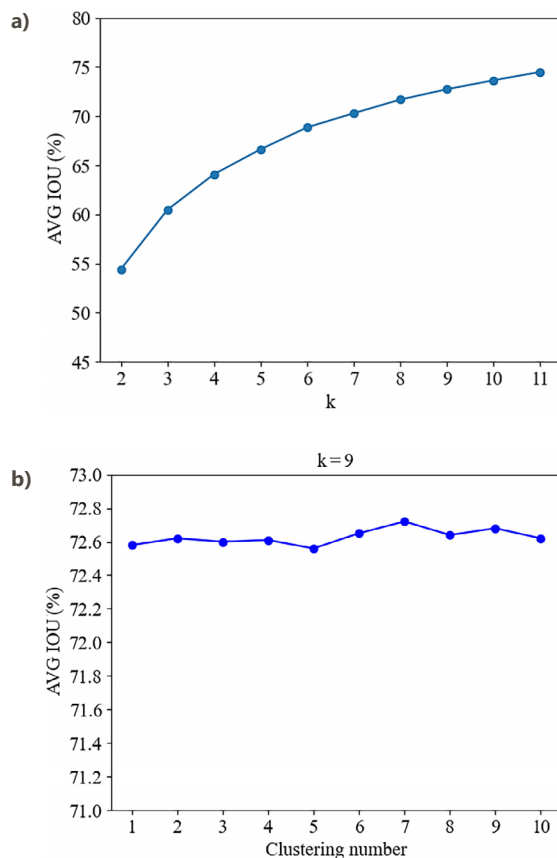 a)
80
75
70
65
60
55
50
45
AVG IOU (%)
2 3 4 5 6 7 8 9 10 11
k
b)
k = 9
73.0
72.8
72.6
72.4
72.2
72.0
71.8
71.6
71.4
71.2
71.0
AVG IOU (%)
1 2 3 4 5 6 7 8 9 10
Clustering number